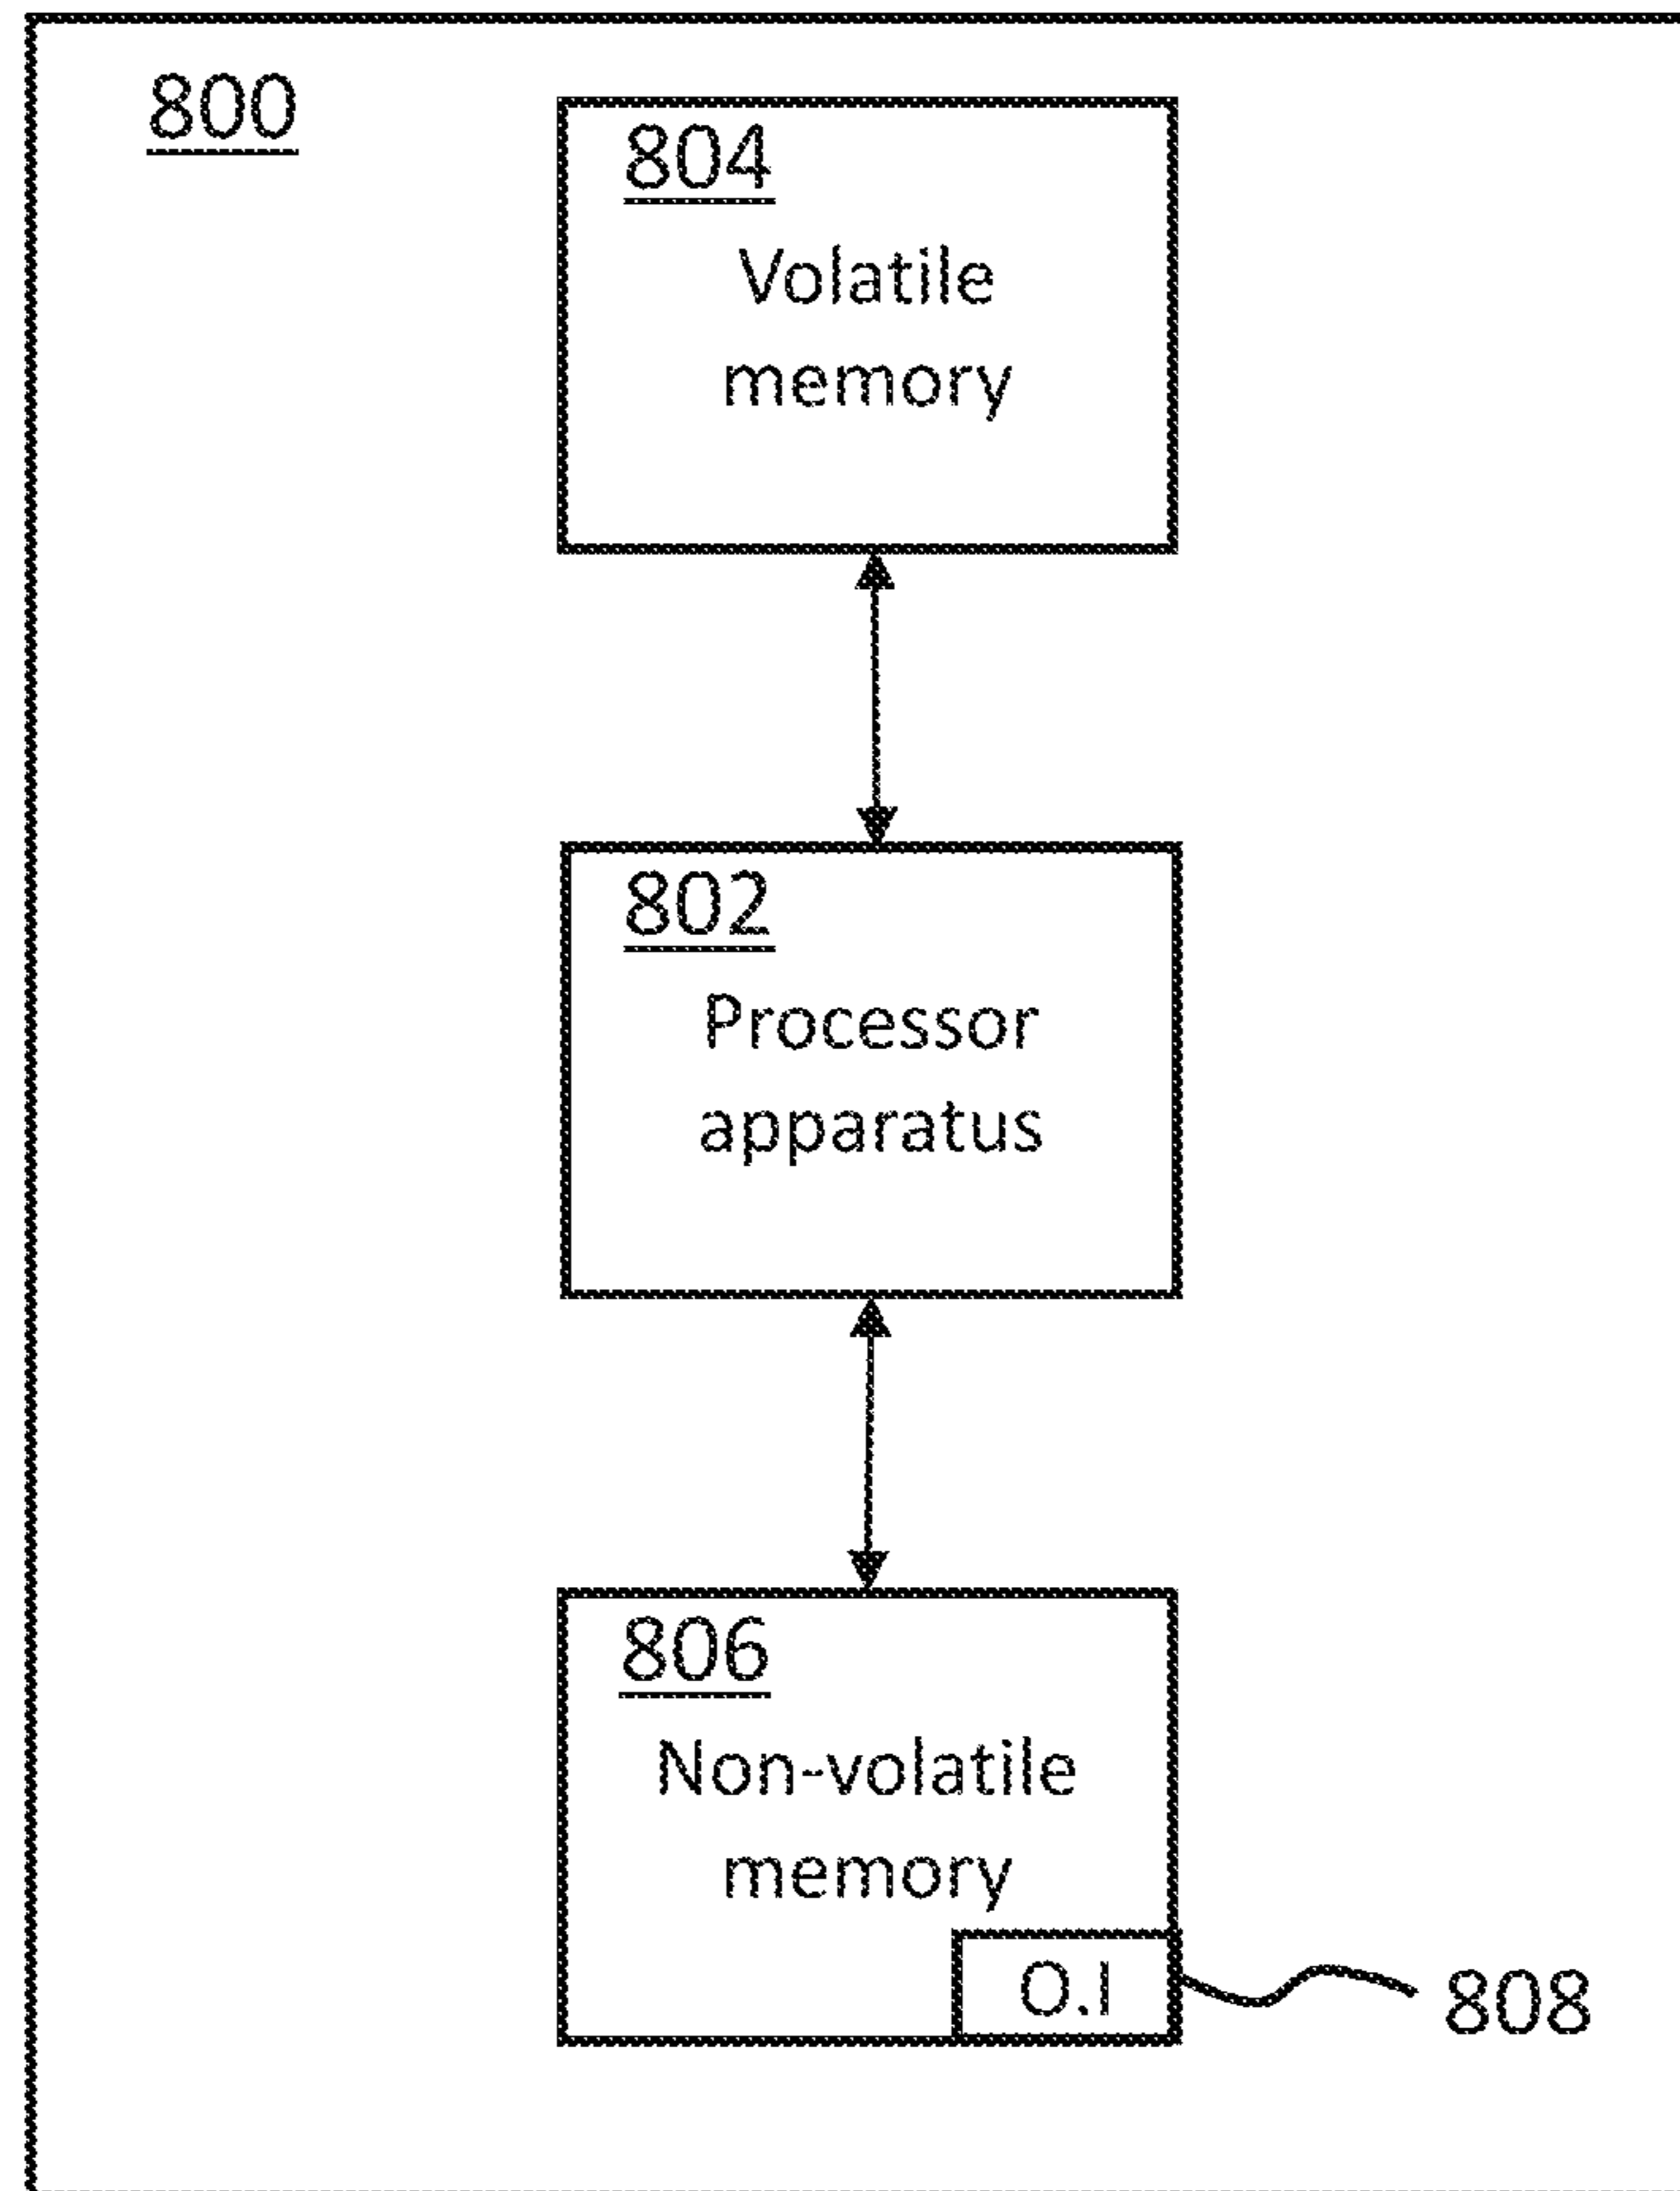 800
804
Volatile
memory
802
Processor
apparatus
806
Non-volatile
memory
O.I
808